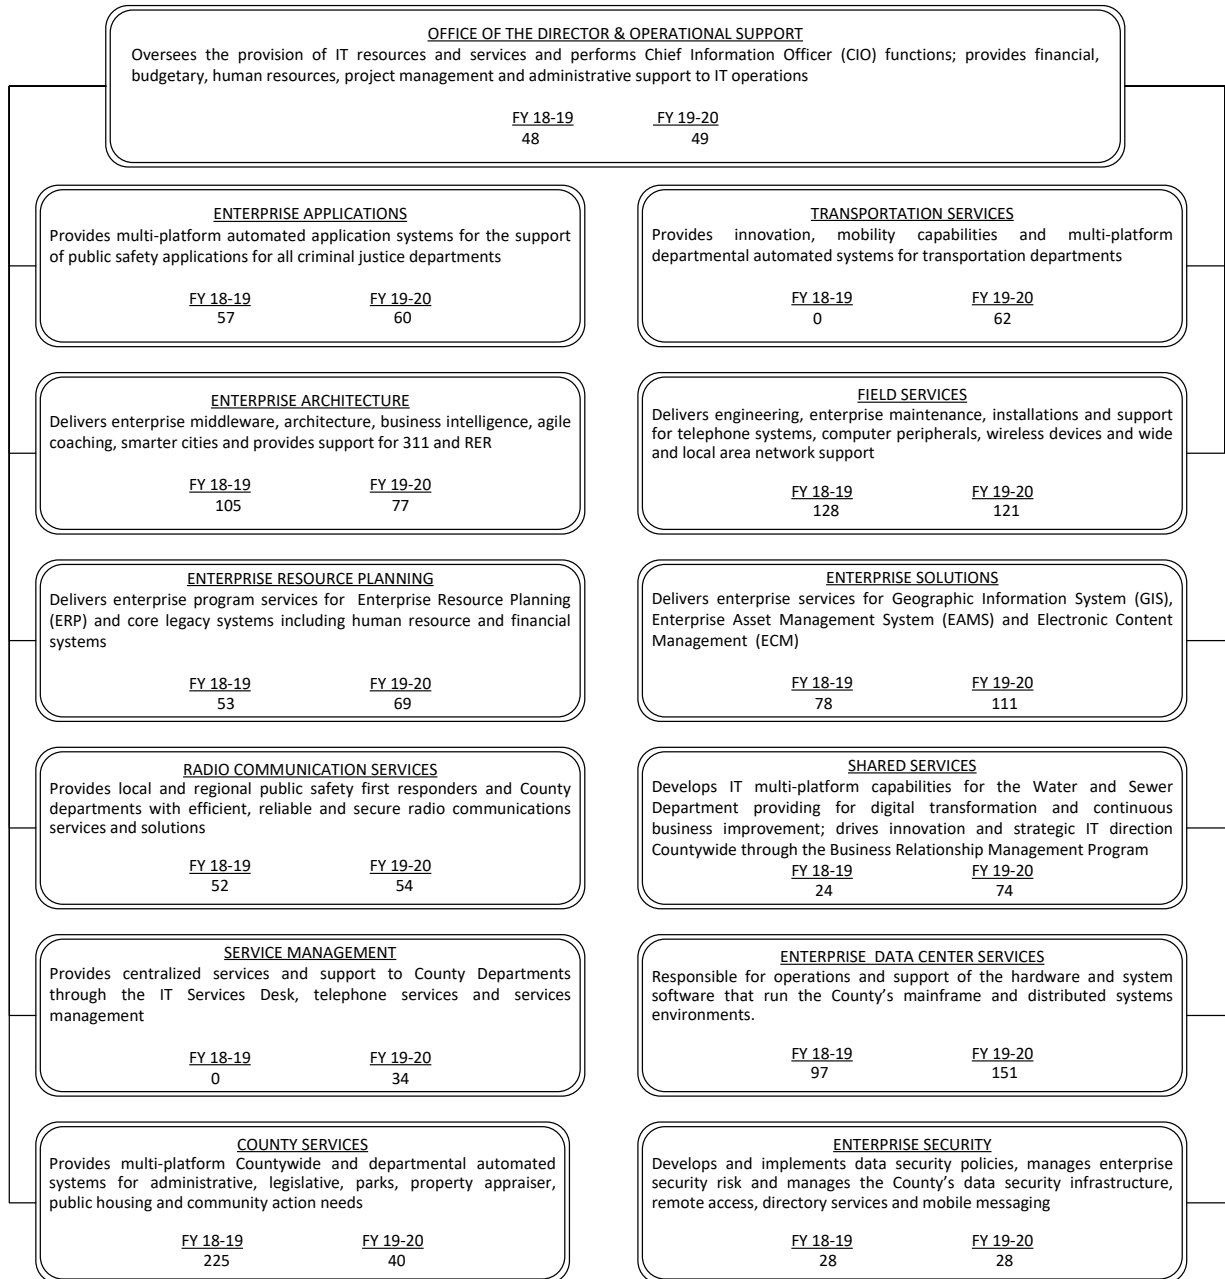 OFFICE OF THE DIRECTOR & OPERATIONAL SUPPORT
Oversees the provision of IT resources and services and performs Chief Information Officer (CIO) functions; provides financial,
budgetary, human resources, project management and administrative support to IT operations
FY 18-19 FY 19-20
48 49
ENTERPRISE APPLICATIONS
Provides multi-platform automated application systems for the support
of public safety applications for all criminal justice departments
FY 18-19 FY 19-20
57 60
TRANSPORTATION SERVICES
Provides innovation, mobility capabilities and multi-platform
departmental automated systems for transportation departments
FY 18-19 FY 19-20
0 62
ENTERPRISE ARCHITECTURE
Delivers enterprise middleware, architecture, business intelligence, agile
coaching, smarter cities and provides support for 311 and RER
FY 18-19 FY 19-20
105 77
FIELD SERVICES
Delivers engineering, enterprise maintenance, installations and support
for telephone systems, computer peripherals, wireless devices and wide
and local area network support
FY 18-19 FY 19-20
128 121
ENTERPRISE RESOURCE PLANNING
Delivers enterprise program services for Enterprise Resource Planning
(ERP) and core legacy systems including human resource and financial
systems
FY 18-19 FY 19-20
53 69
ENTERPRISE SOLUTIONS
Delivers enterprise services for Geographic Information System (GIS),
Enterprise Asset Management System (EAMS) and Electronic Content
Management (ECM)
FY 18-19 FY 19-20
78 111
RADIO COMMUNICATION SERVICES
Provides local and regional public safety first responders and County
departments with efficient, reliable and secure radio communications
services and solutions
FY 18-19 FY 19-20
52 54
SHARED SERVICES
Develops IT multi-platform capabilities for the Water and Sewer
Department providing for digital transformation and continuous
business improvement; drives innovation and strategic IT direction
Countywide through the Business Relationship Management Program
FY 18-19 FY 19-20
24 74
SERVICE MANAGEMENT
Provides centralized services and support to County Departments
through the IT Services Desk, telephone services and services
management
FY 18-19 FY 19-20
0 34
ENTERPRISE DATA CENTER SERVICES
Responsible for operations and support of the hardware and system
software that run the County’s mainframe and distributed systems
environments.
FY 18-19 FY 19-20
97 151
COUNTY SERVICES
Provides multi-platform Countywide and departmental automated
systems for administrative, legislative, parks, property appraiser,
public housing and community action needs
FY 18-19 FY 19-20
225 40
ENTERPRISE SECURITY
Develops and implements data security policies, manages enterprise
security risk and manages the County’s data security infrastructure,
remote access, directory services and mobile messaging
FY 18-19 FY 19-20
28 28